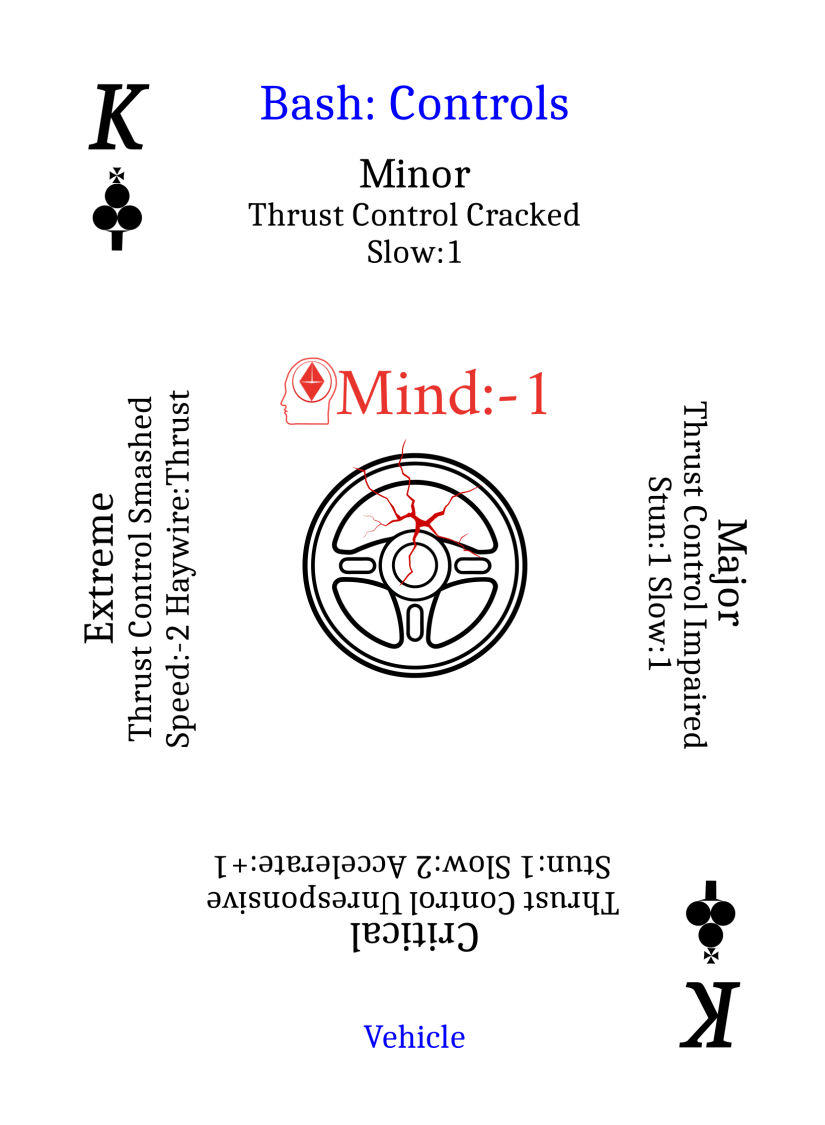 K
Bash: Controls
Minor
Thrust Control Cracked
Slow:1
Mind:-1
Extreme
Thrust Control Smashed
Speed:-2 Haywire:Thrust
Major
Thrust Control Impaired
Stun:1 Slow:1
Critical
Thrust Control Unresponsive
Stun:1 Slow:2 Accelerate:+1
K
Vehicle